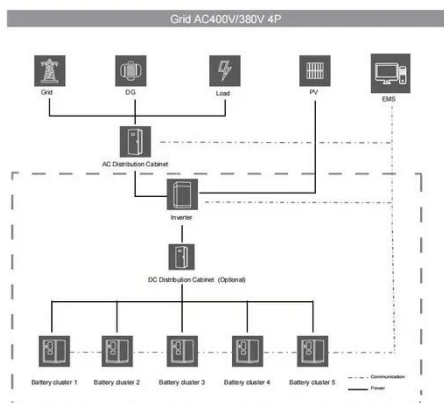 Grid AC400V/380V 4P
Grid
DG
Load
PV
EMS
AC Distribution Cabinet
Inverter
DC Distribution Cabinet (Optional)
Battery cluster 1
Battery cluster 2
Battery cluster 3
Battery cluster 4
Battery cluster 5
Communication
Power